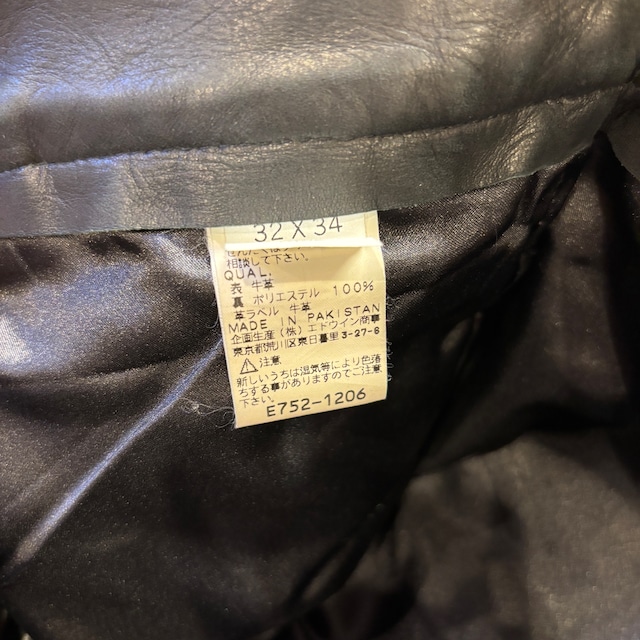 32 X 34
相談して下さい。
QUAL.
表 牛革
裏 ポリエステル 100%
革ラベル 牛革
MADE IN PAKISTAN
企画生産(株)エドウイン商事
東京都荒川区東日暮里3-27-6
注意
新しいうちは湿気等により色落
ちする事がありますのでご注意
下さい。
E752-1206